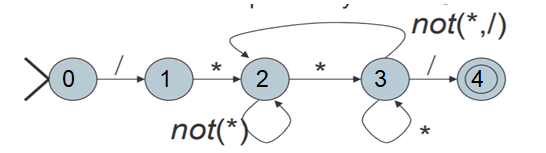 not(*,/)
/ * * /
0 1 2 3 4
not(*) *